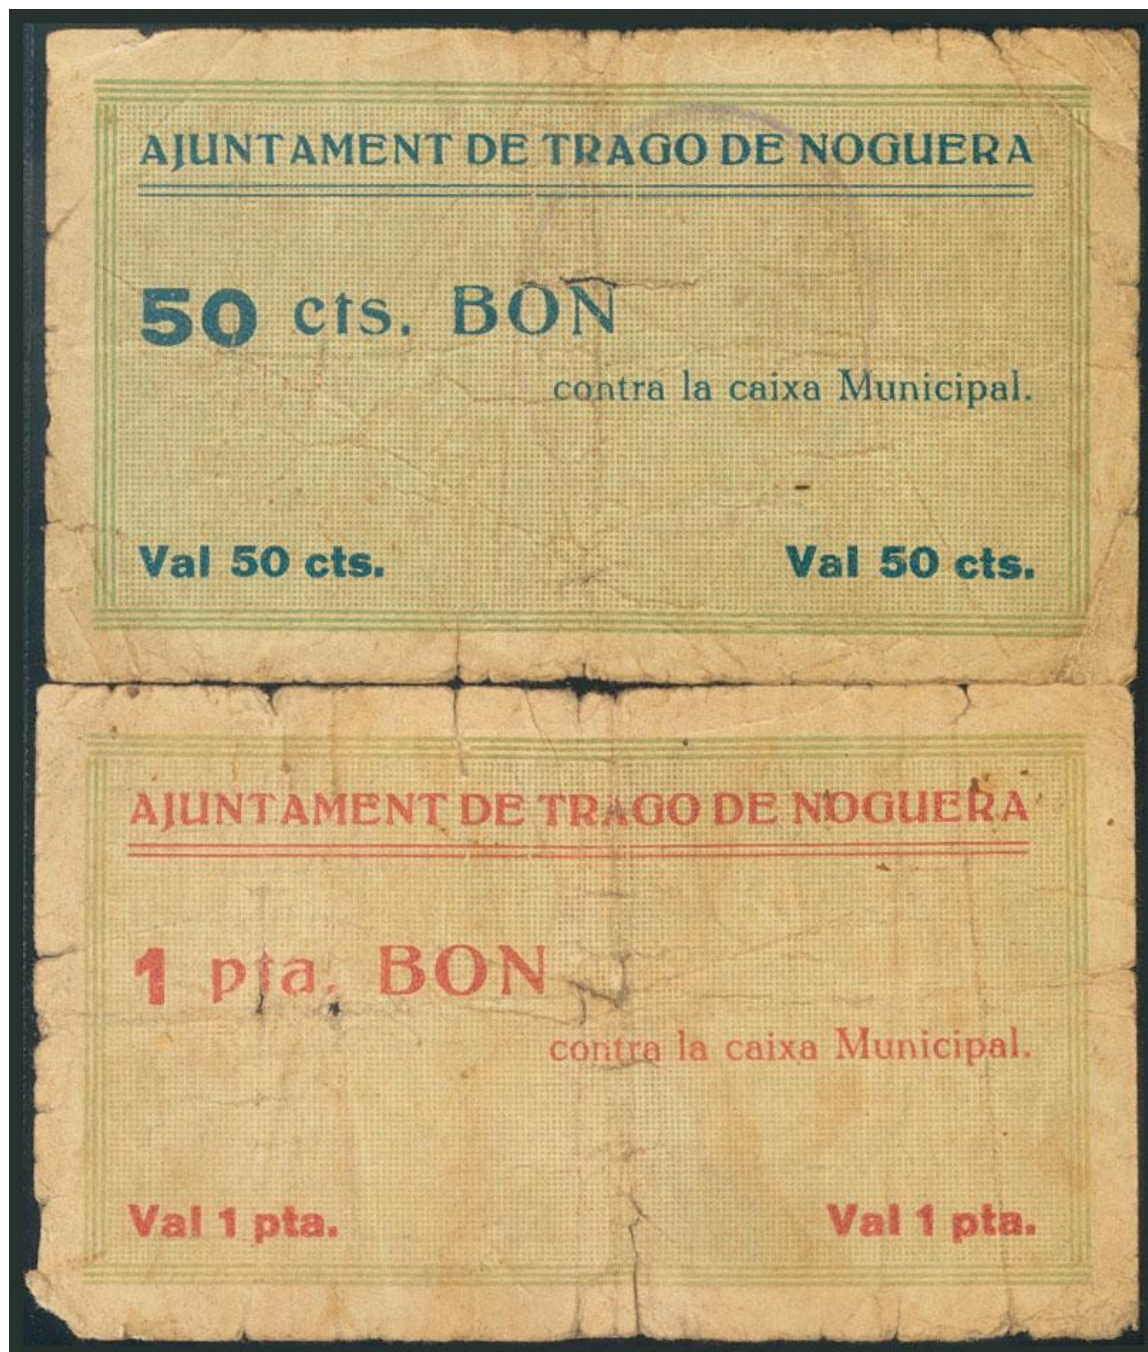 AJUNTAMENT DE TRAGO DE NOGUERA
50 cts. BON
contra la caixa Municipal.
Val 50 cts. Val 50 cts.
AJUNTAMENT DE TRAGO DE NOGUERA
1 pta. BON
contra la caixa Municipal.
Val 1 pta. Val 1 pta.